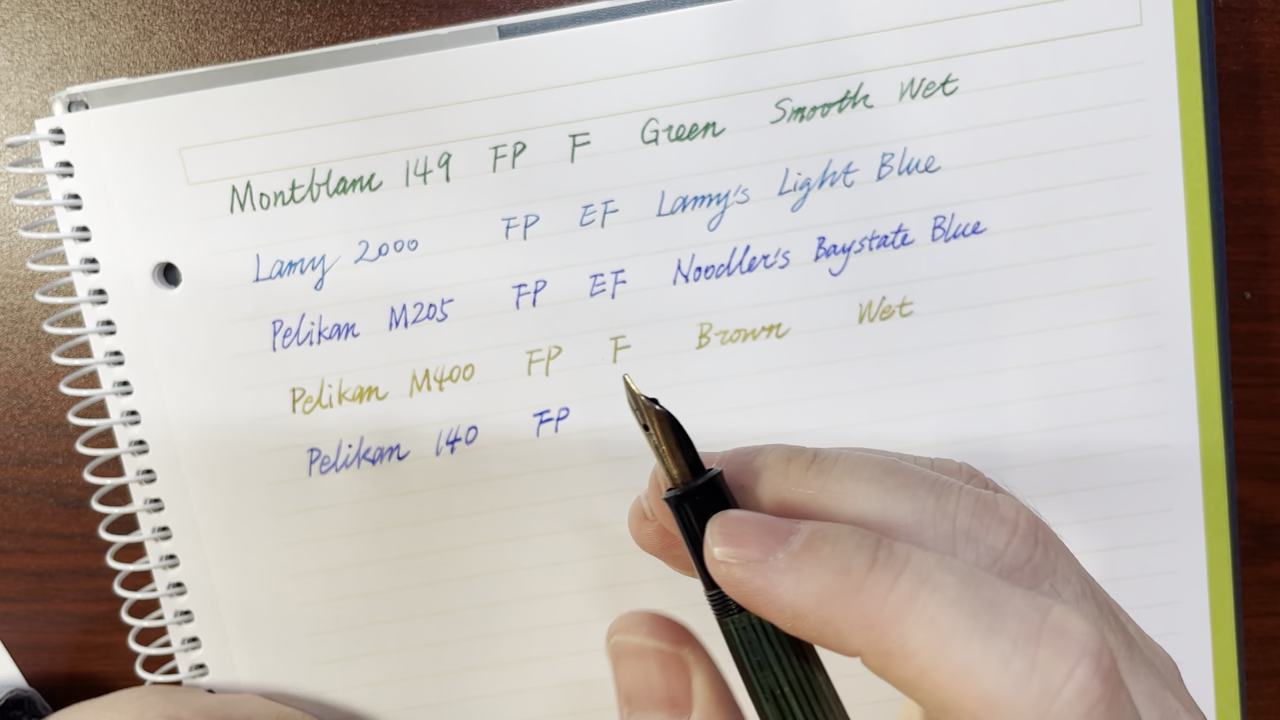 Montblanc 149 FP F Green Smooth Wet
Lamy 2000 FP EF Lamy's Light Blue
Pelikan M205 FP EF Noodler's Baystate Blue
Pelikan M400 FP F Brown Wet
Pelikan 140 FP